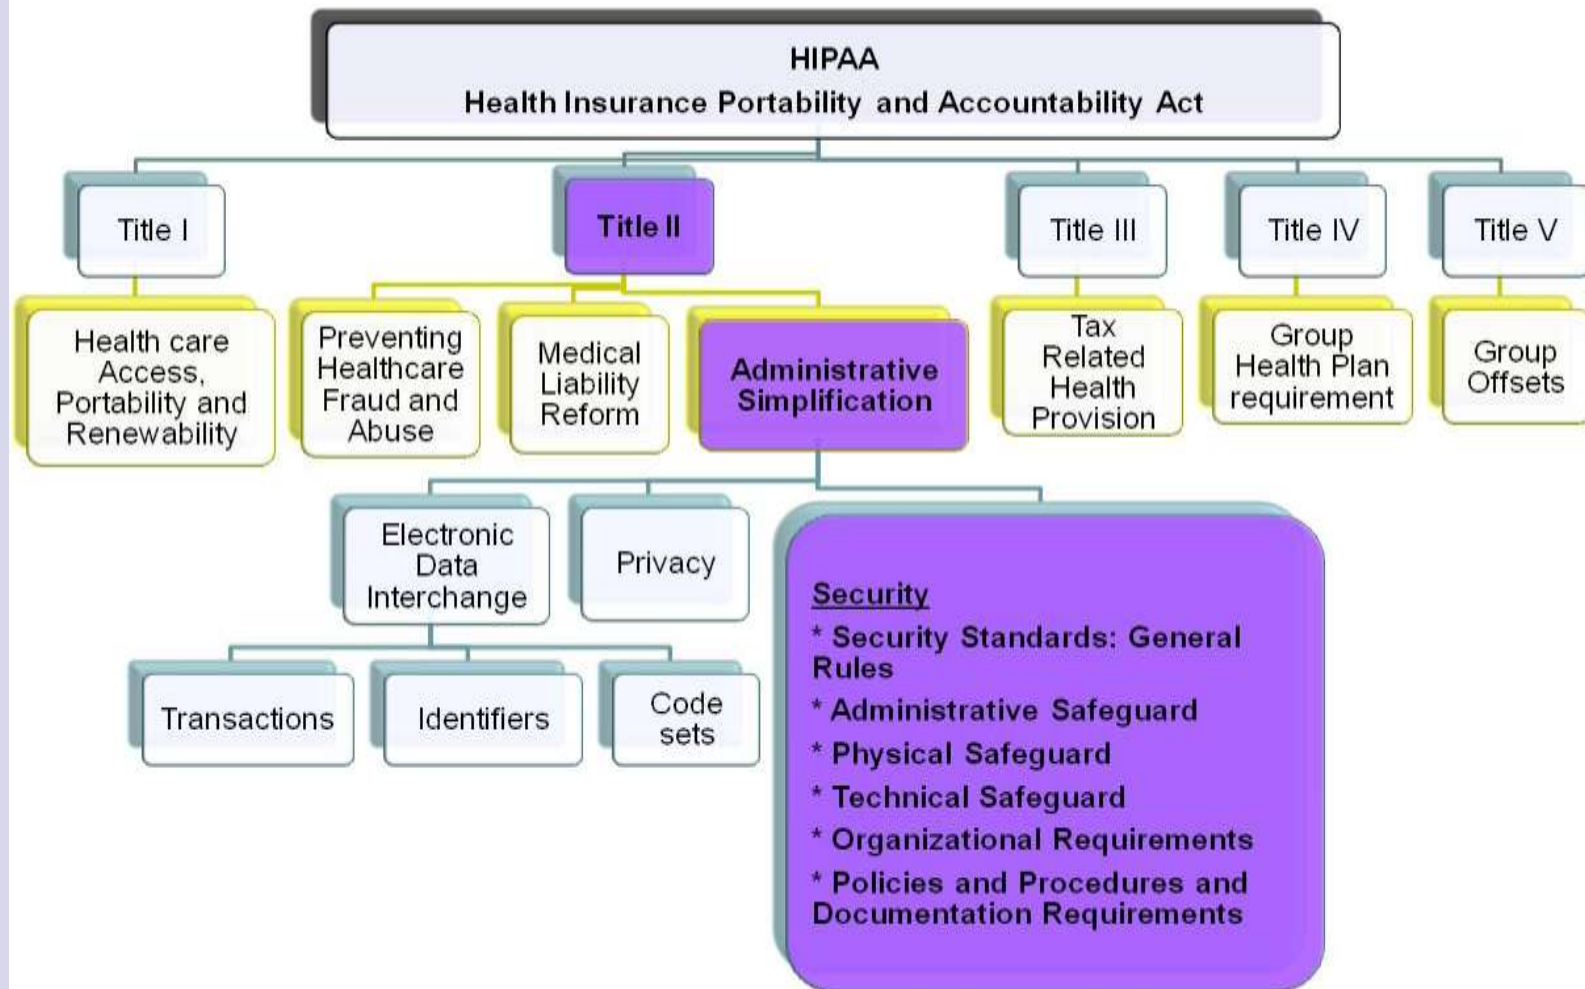 HIPAA
Health Insurance Portability and Accountability Act
Title I
Title II
Title III
Title IV
Title V
Health care
Access,
Portability and
Renewability
Preventing
Healthcare
Fraud and
Abuse
Medical
Liability
Reform
Administrative
Simplification
Tax
Related
Health
Provision
Group
Health Plan
requirement
Group
Offsets
Electronic
Data
Interchange
Privacy
Security
* Security Standards: General
Rules
* Administrative Safeguard
* Physical Safeguard
* Technical Safeguard
* Organizational Requirements
* Policies and Procedures and
Documentation Requirements
Transactions
Identifiers
Code
sets